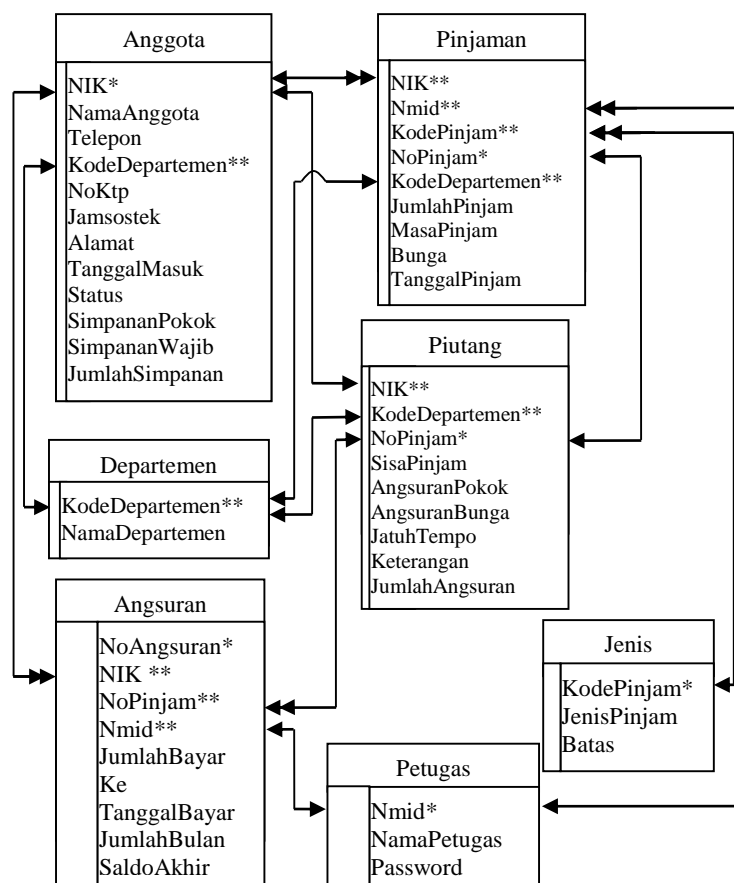 Anggota
NIK*
NamaAnggota
Telepon
KodeDepartemen**
NoKtp
Jamsostek
Alamat
TanggalMasuk
Status
SimpananPokok
SimpananWajib
JumlahSimpanan
Pinjaman
NIK**
Nmid**
KodePinjam**
NoPinjam*
KodeDepartemen**
JumlahPinjam
MasaPinjam
Bunga
TanggalPinjam
Piutang
NIK**
KodeDepartemen**
NoPinjam*
SisaPinjam
AngsuranPokok
AngsuranBunga
JatuhTempo
Keterangan
JumlahAngsuran
Departemen
KodeDepartemen**
NamaDepartemen
Angsuran
NoAngsuran*
NIK **
NoPinjam**
Nmid**
JumlahBayar
Ke
TanggalBayar
JumlahBulan
SaldoAkhir
Jenis
KodePinjam*
JenisPinjam
Batas
Petugas
Nmid*
NamaPetugas
Password